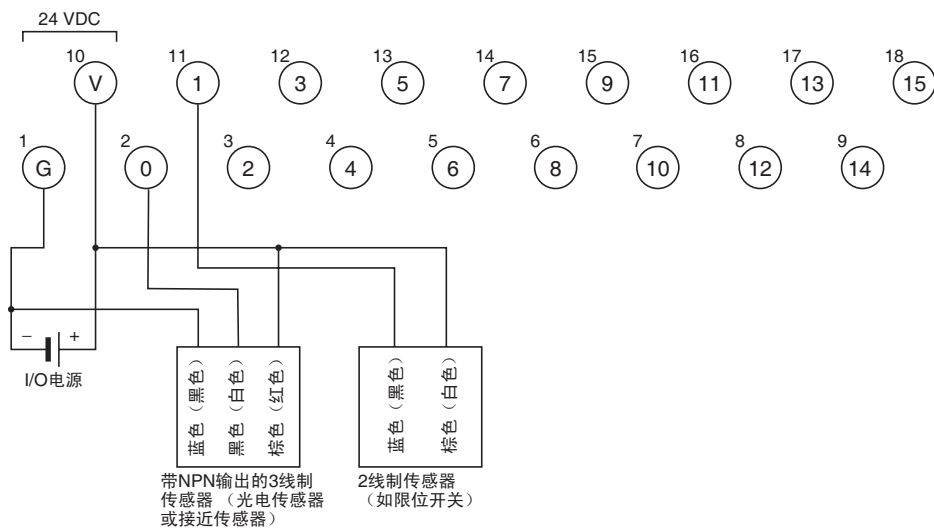 24 VDC
10 11 12 13 14 15 16 17 18
V 1 3 5 7 9 11 13 15
1 2 3 4 5 6 7 8 9
G 0 2 4 6 8 10 12 14
− +
I/O电源
蓝色（黑色）
黑色（白色）
棕色（红色）
蓝色（黑色）
棕色（白色）
带NPN输出的3线制
传感器 （光电传感器
或接近传感器）
2线制传感器
（如限位开关）